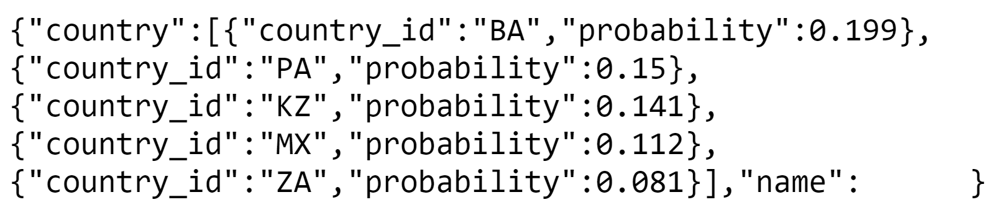 {"country":[{"country_id":"BA","probability":0.199},
{"country_id":"PA","probability":0.15},
{"country_id":"KZ","probability":0.141},
{"country_id":"MX","probability":0.112},
{"country_id":"ZA","probability":0.081}],"name":      }